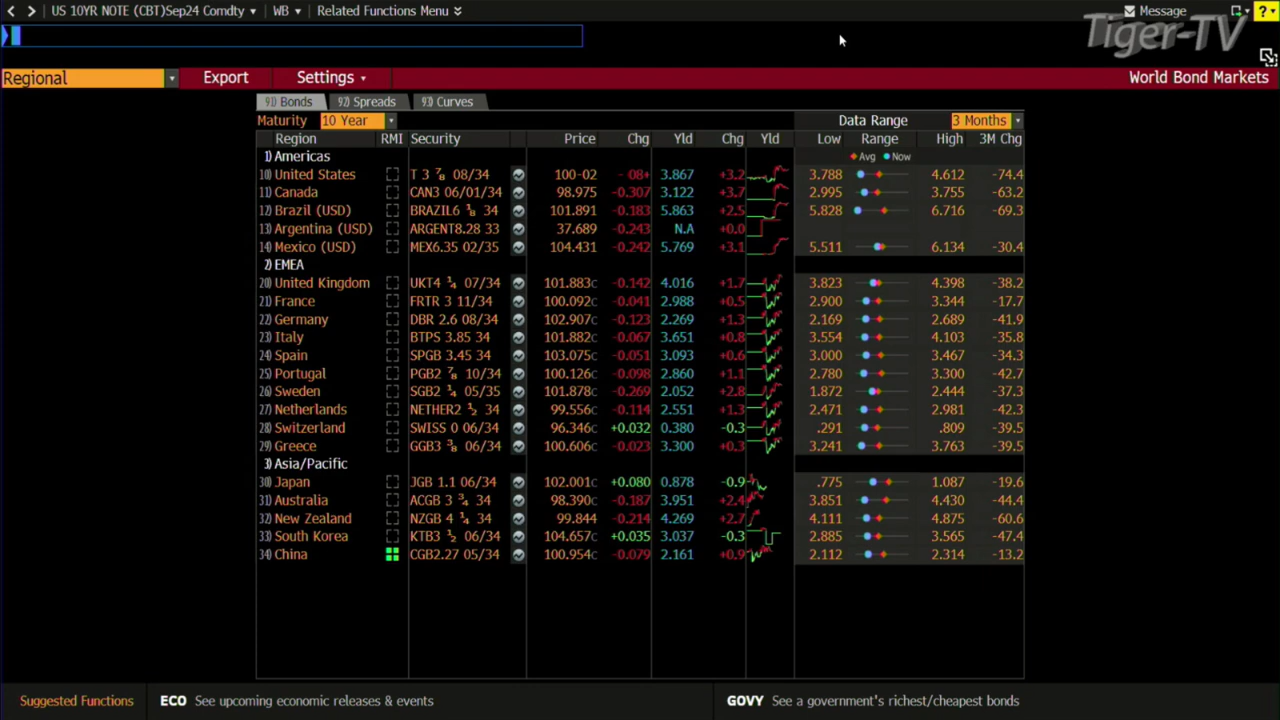 US 10YR NOTE (CBT)Sep24 Comdty WB Related Functions Menu Message ?
Tiger-TV
Regional Export Settings World Bond Markets
91) Bonds 92) Spreads 93) Curves
Maturity 10 Year Data Range 3 Months
Region RMI Security Price Chg Yld Chg Yld Low Range High 3M Chg
1) Americas Avg Now
10) United States T 3 ⅞ 08/34 100-02 - 08+ 3.867 +3.2 3.788 4.612 -74.4
11) Canada CAN3 06/01/34 98.975 -0.307 3.122 +3.7 2.995 3.755 -63.2
12) Brazil (USD) BRAZIL6 ⅛ 34 101.891 -0.183 5.863 +2.5 5.828 6.716 -69.3
13) Argentina (USD) ARGENT8.28 33 37.689 -0.243 N.A +0.0
14) Mexico (USD) MEX6.35 02/35 104.431 -0.242 5.769 +3.1 5.511 6.134 -30.4
2) EMEA
20) United Kingdom UKT4 ¼ 07/34 101.883c -0.142 4.016 +1.7 3.823 4.398 -38.2
21) France FRTR 3 11/34 100.092c -0.041 2.988 +0.5 2.900 3.344 -17.7
22) Germany DBR 2.6 08/34 102.907c -0.123 2.269 +1.3 2.169 2.689 -41.9
23) Italy BTPS 3.85 34 101.882c -0.067 3.651 +0.8 3.554 4.103 -35.8
24) Spain SPGB 3.45 34 103.075c -0.051 3.093 +0.6 3.000 3.467 -34.3
25) Portugal PGB2 ⅞ 10/34 100.126c -0.098 2.860 +1.1 2.780 3.300 -42.7
26) Sweden SGB2 ¼ 05/35 101.878c -0.269 2.052 +2.8 1.872 2.444 -37.3
27) Netherlands NETHER2 ½ 34 99.556c -0.114 2.551 +1.3 2.471 2.981 -42.3
28) Switzerland SWISS 0 06/34 96.346c +0.032 0.380 -0.3 .291 .809 -39.5
29) Greece GGB3 ⅜ 06/34 100.606c -0.023 3.300 +0.3 3.241 3.763 -39.5
3) Asia/Pacific
30) Japan JGB 1.1 06/34 102.001c +0.080 0.878 -0.9 .775 1.087 -19.6
31) Australia ACGB 3 ¾ 34 98.390c -0.187 3.951 +2.4 3.851 4.430 -44.4
32) New Zealand NZGB 4 ¼ 34 99.844 -0.214 4.269 +2.7 4.111 4.875 -60.6
33) South Korea KTB3 ½ 06/34 104.657c +0.035 3.037 -0.3 2.885 3.565 -47.4
34) China CGB2.27 05/34 100.954c -0.079 2.161 +0.9 2.112 2.314 -13.2
Suggested Functions ECO See upcoming economic releases & events GOVY See a government's richest/cheapest bonds